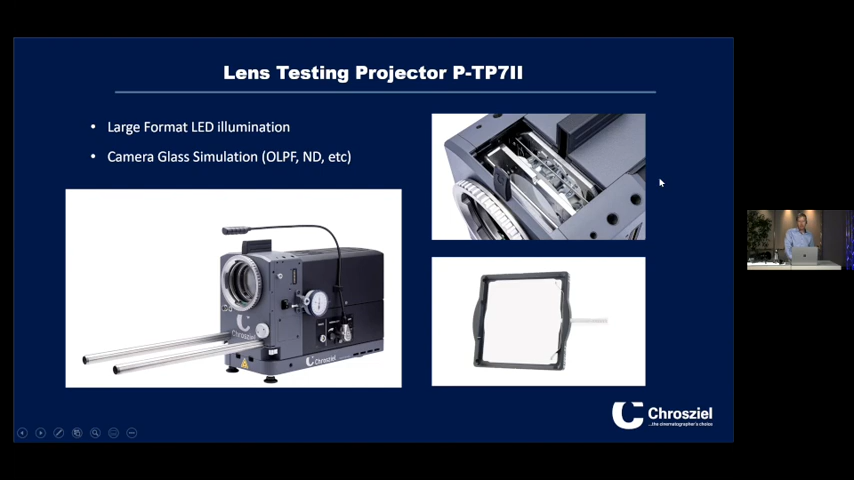 Lens Testing Projector P-TP7II
• Large Format LED illumination
• Camera Glass Simulation (OLPF, ND, etc)
Chrosziel
Chrosziel
Chrosziel
...the cinematographer's choice